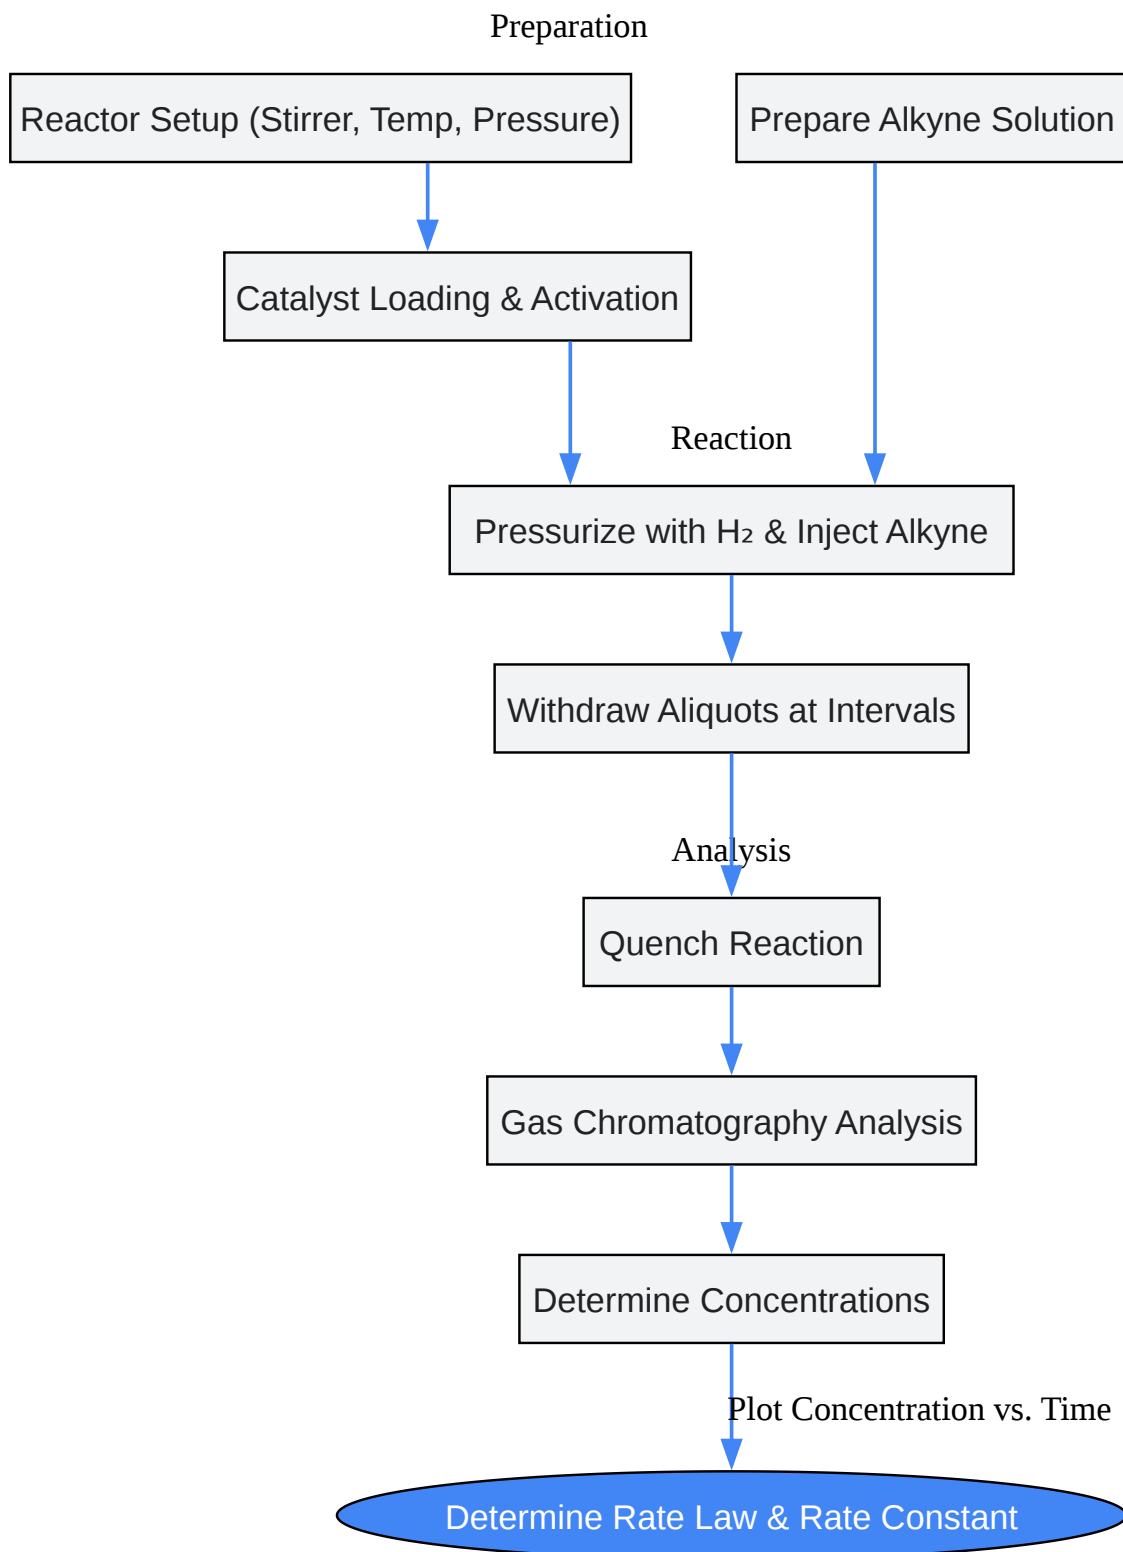 Preparation
Reactor Setup (Stirrer, Temp, Pressure)
Prepare Alkyne Solution
Catalyst Loading & Activation
Reaction
Pressurize with H₂ & Inject Alkyne
Withdraw Aliquots at Intervals
Analysis
Quench Reaction
Gas Chromatography Analysis
Determine Concentrations
Plot Concentration vs. Time
Determine Rate Law & Rate Constant